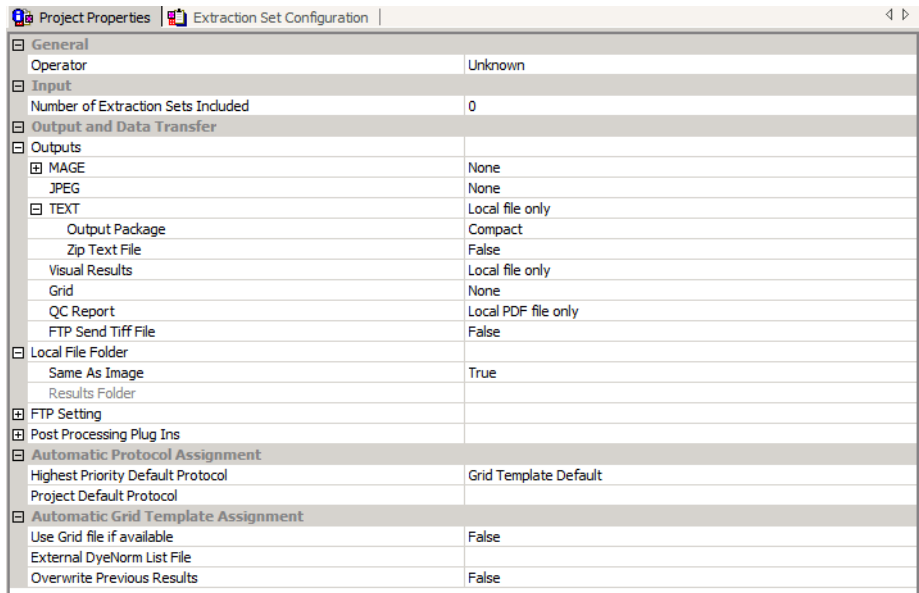 Project Properties Extraction Set Configuration
General
Operator Unknown
Input
Number of Extraction Sets Included 0
Output and Data Transfer
Outputs
MAGE None
JPEG None
TEXT Local file only
Output Package Compact
Zip Text File False
Visual Results Local file only
Grid None
QC Report Local PDF file only
FTP Send Tiff File False
Local File Folder
Same As Image True
Results Folder
FTP Setting
Post Processing Plug Ins
Automatic Protocol Assignment
Highest Priority Default Protocol Grid Template Default
Project Default Protocol
Automatic Grid Template Assignment
Use Grid file if available False
External DyeNorm List File
Overwrite Previous Results False